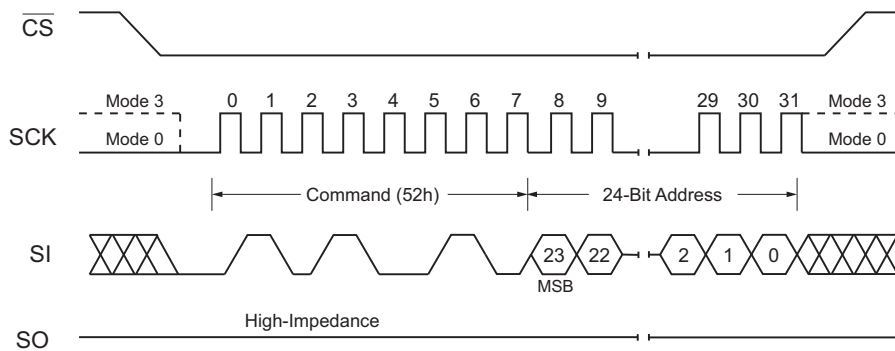 CS
Mode 3 0 1 2 3 4 5 6 7 8 9 29 30 31 Mode 3
SCK Mode 0 Mode 0
Command (52h) 24-Bit Address
SI 23 22 2 1 0
MSB
High-Impedance
SO